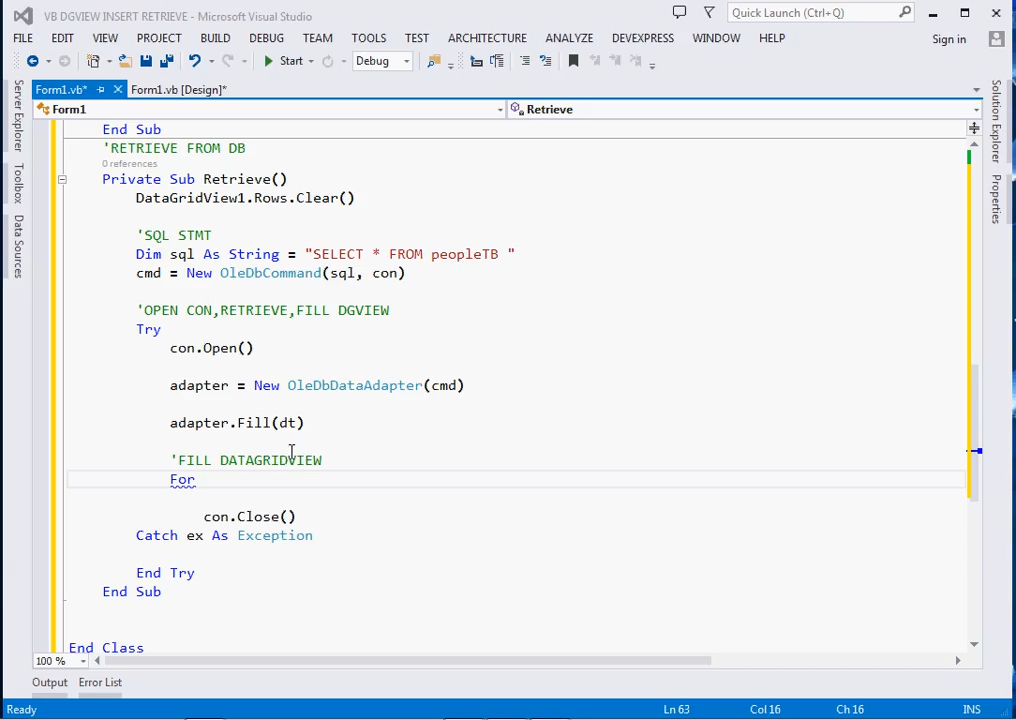 VB DGVIEW INSERT RETRIEVE - Microsoft Visual Studio
Quick Launch (Ctrl+Q)
FILE EDIT VIEW PROJECT BUILD DEBUG TEAM TOOLS TEST ARCHITECTURE ANALYZE DEVEXPRESS WINDOW HELP Sign in
Start Debug
Form1.vb* Form1.vb [Design]*
Form1 Retrieve
Server Explorer
Toolbox
Data Sources
Solution Explorer
Properties
End Sub
'RETRIEVE FROM DB
0 references
Private Sub Retrieve()
DataGridView1.Rows.Clear()
'SQL STMT
Dim sql As String = "SELECT * FROM peopleTB "
cmd = New OleDbCommand(sql, con)
'OPEN CON,RETRIEVE,FILL DGVIEW
Try
con.Open()
adapter = New OleDbDataAdapter(cmd)
adapter.Fill(dt)
'FILL DATAGRIDVIEW
For
con.Close()
Catch ex As Exception
End Try
End Sub
End Class
100 %
Output Error List
Ready Ln 63 Col 16 Ch 16 INS